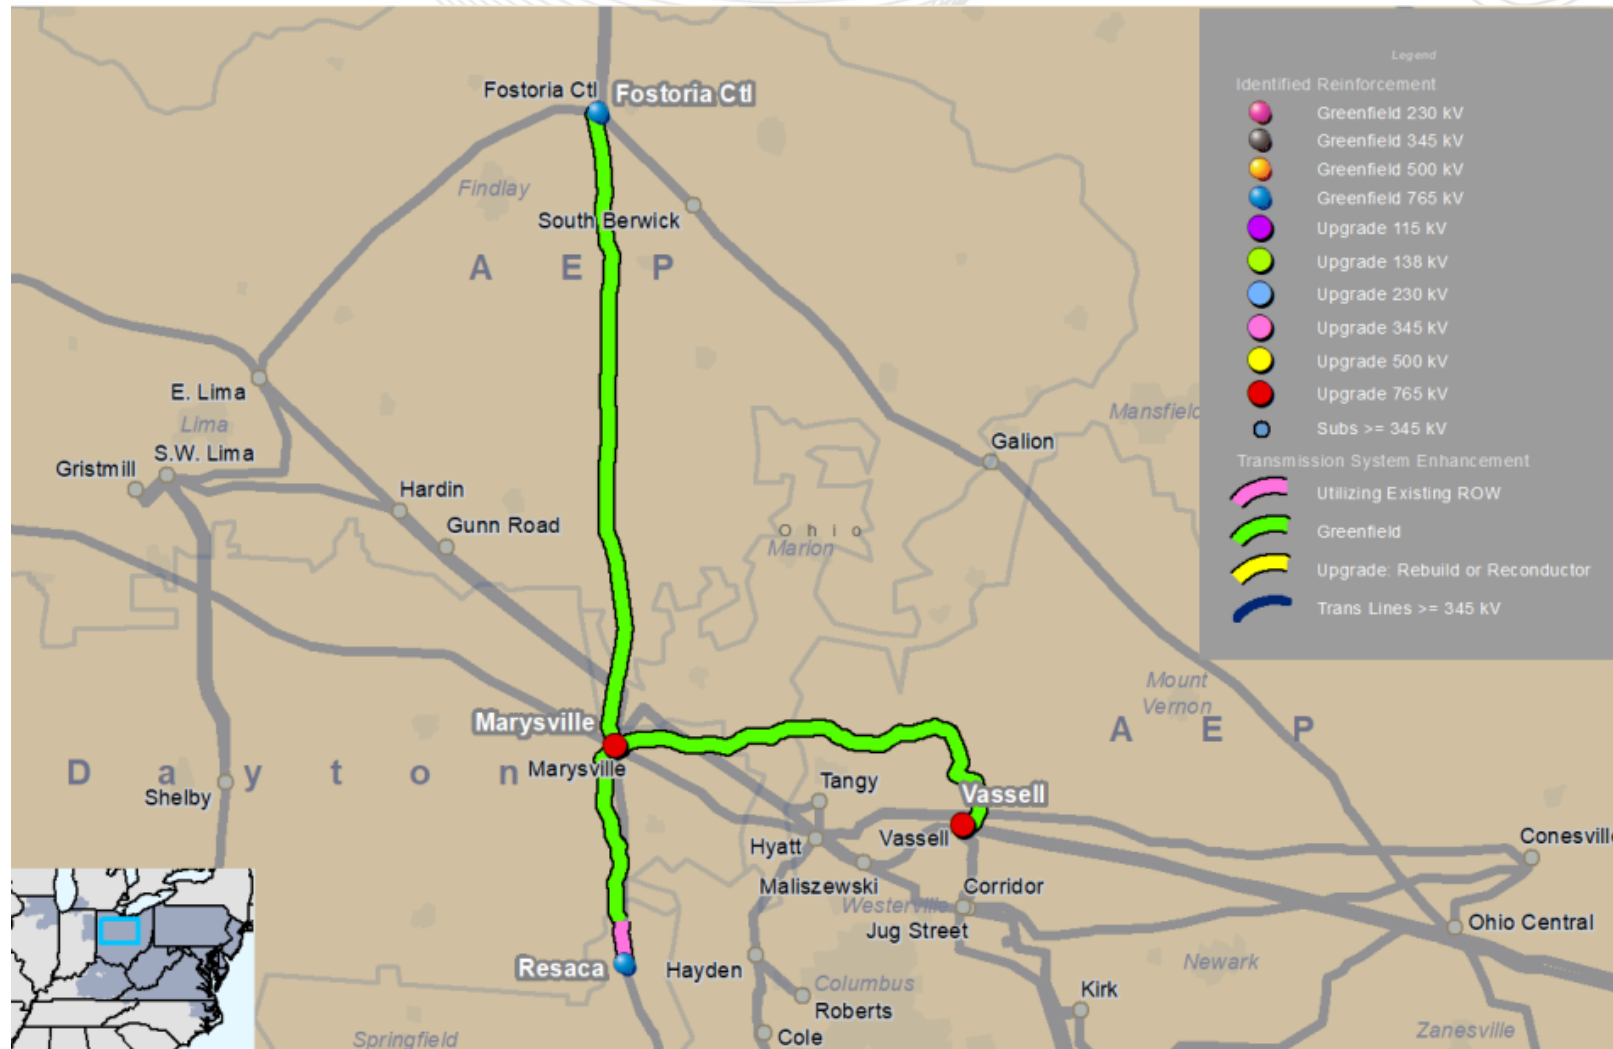 Legend
Identified Reinforcement
Greenfield 230 kV
Greenfield 345 kV
Greenfield 500 kV
Greenfield 765 kV
Upgrade 115 kV
Upgrade 138 kV
Upgrade 230 kV
Upgrade 345 kV
Upgrade 500 kV
Upgrade 765 kV
Subs >= 345 kV
Transmission System Enhancement
Utilizing Existing ROW
Greenfield
Upgrade: Rebuild or Reconductor
Trans Lines >= 345 kV
Fostoria Ctl
Fostoria Ctl
Findlay
South Berwick
A E P
E. Lima
Lima
Mansfield
S.W. Lima
Gristmill
Galion
Hardin
Gunn Road
Ohio
Marion
Mount
Vernon
Marysville
A E P
Marysville
Dayton
Shelby
Tangy
Vassell
Vassell
Hyatt
Conesville
Maliszewski
Corridor
Westerville
Jug Street
Ohio Central
Resaca
Hayden
Newark
Columbus
Kirk
Roberts
Cole
Springfield
Zanesville